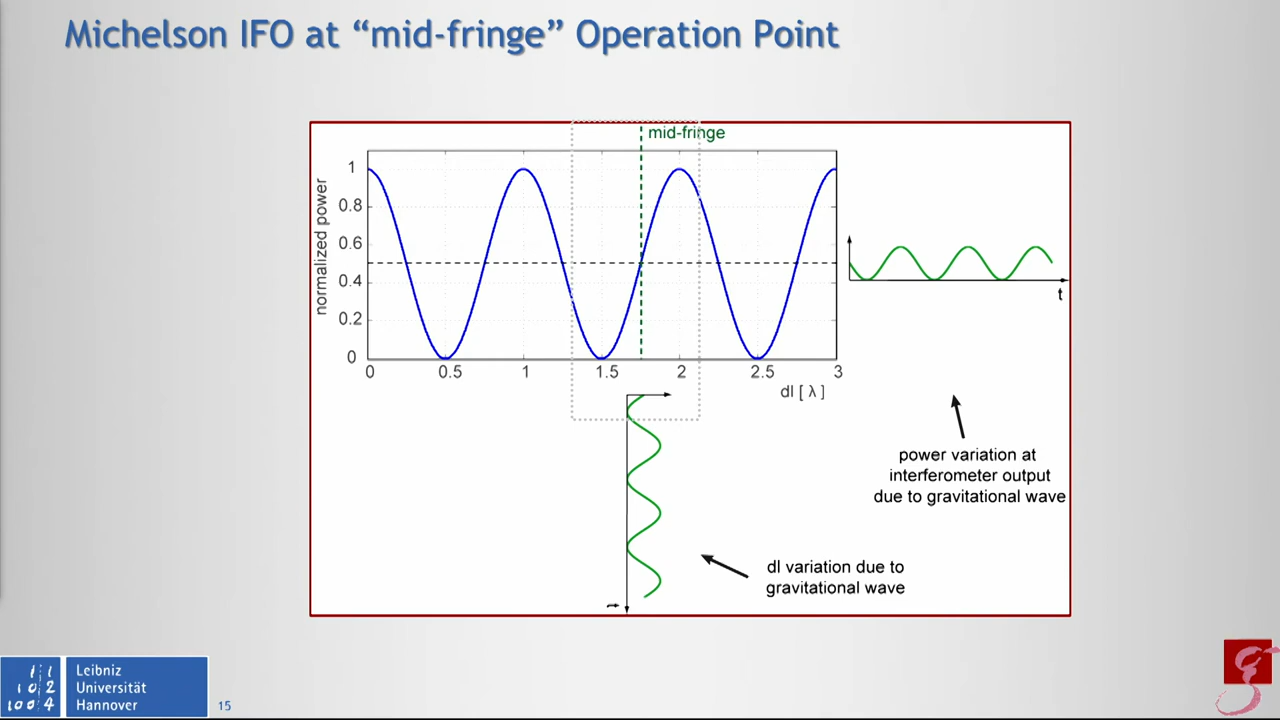 Michelson IFO at “mid-fringe” Operation Point
mid-fringe
normalized power
1
0.8
0.6
0.4
0.2
0
0 0.5 1 1.5 2 2.5 3
dl [ λ ]
t
power variation at
interferometer output
due to gravitational wave
dl variation due to
gravitational wave
t
Leibniz
Universität
Hannover
15